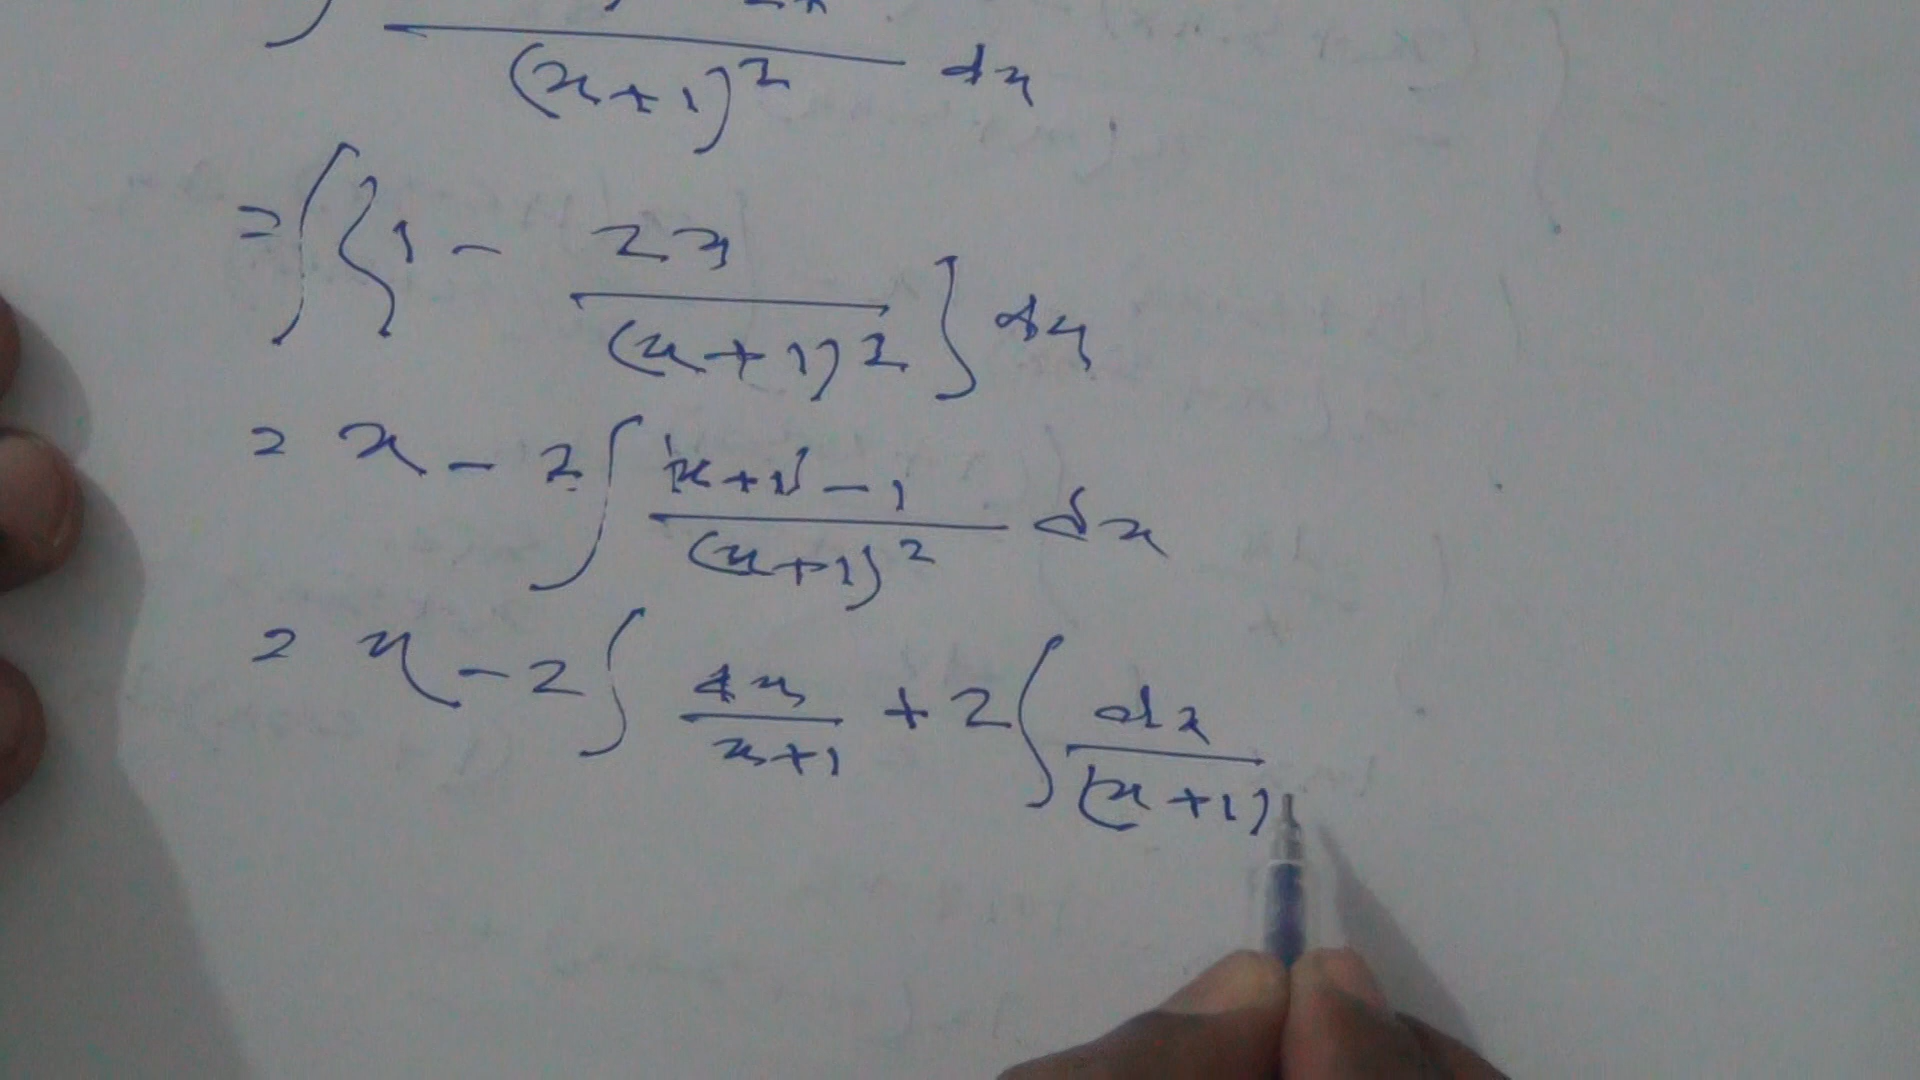 ∫ 2x / (x+1)² dx
= ∫ { 1 - 2x / (x+1)² } dx
= x - 2 ∫ (x+1) - 1 / (x+1)² dx
= x - 2 ∫ dx / x+1 + 2 ∫ dx / (x+1)